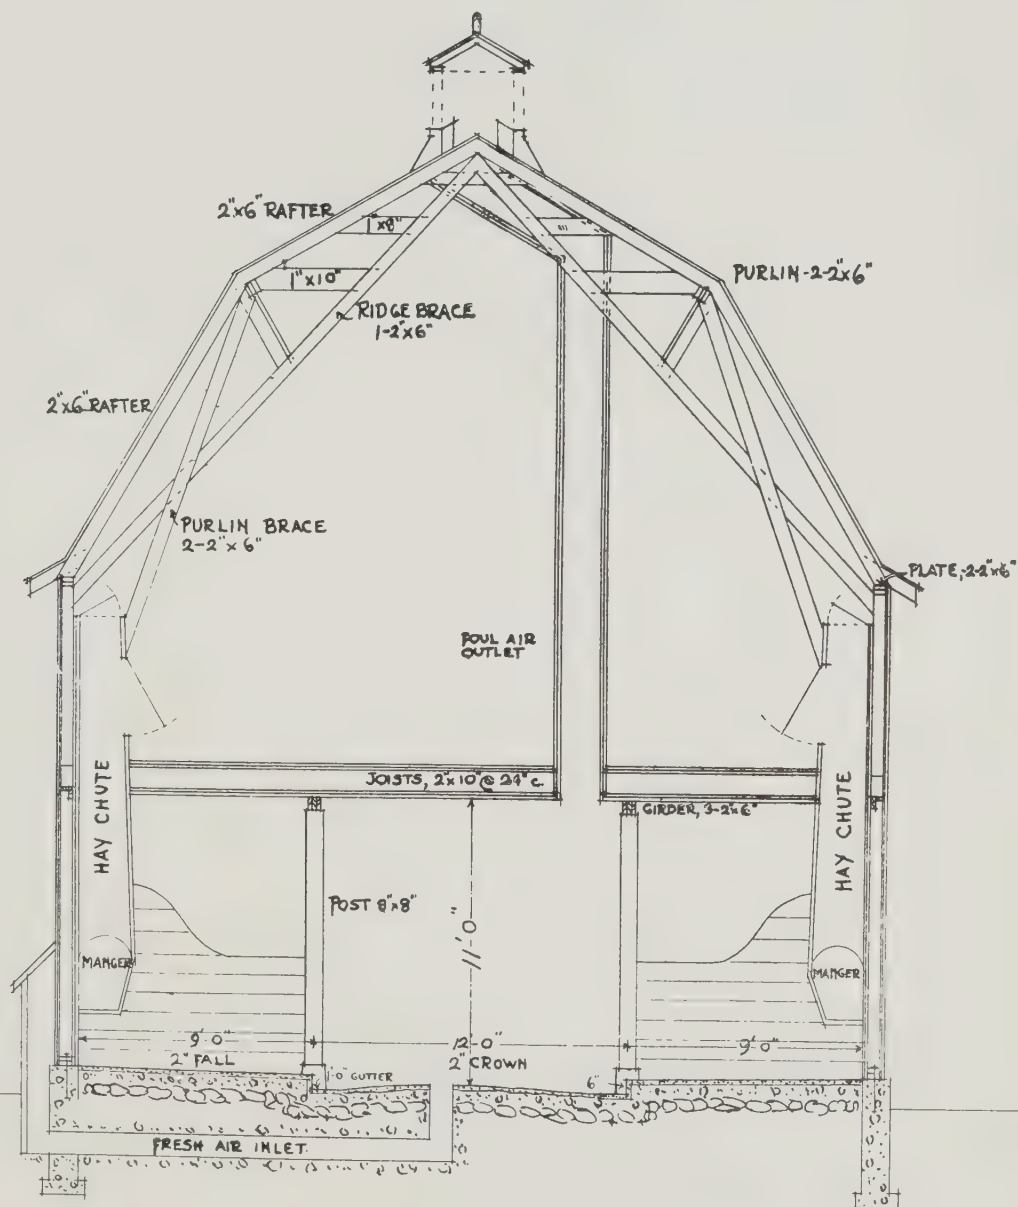 2"x6" RAFTER
1"x8"
1"x10"
PURLIN-2-2"x6"
RIDGE BRACE
1-2"x6"
2"x6" RAFTER
PURLIN BRACE
2-2"x6"
PLATE,-2-2"x6"
FOUL AIR
OUTLET
HAY CHUTE
JOISTS, 2"x10" @ 24" c.
GIRDER, 3-2"x6"
HAY CHUTE
POST 8"x8"
11'0"
MANGER
MANGER
9'0"
2" FALL
12'0"
2" CROWN
9'0"
GUTTER
6"
FRESH AIR INLET.